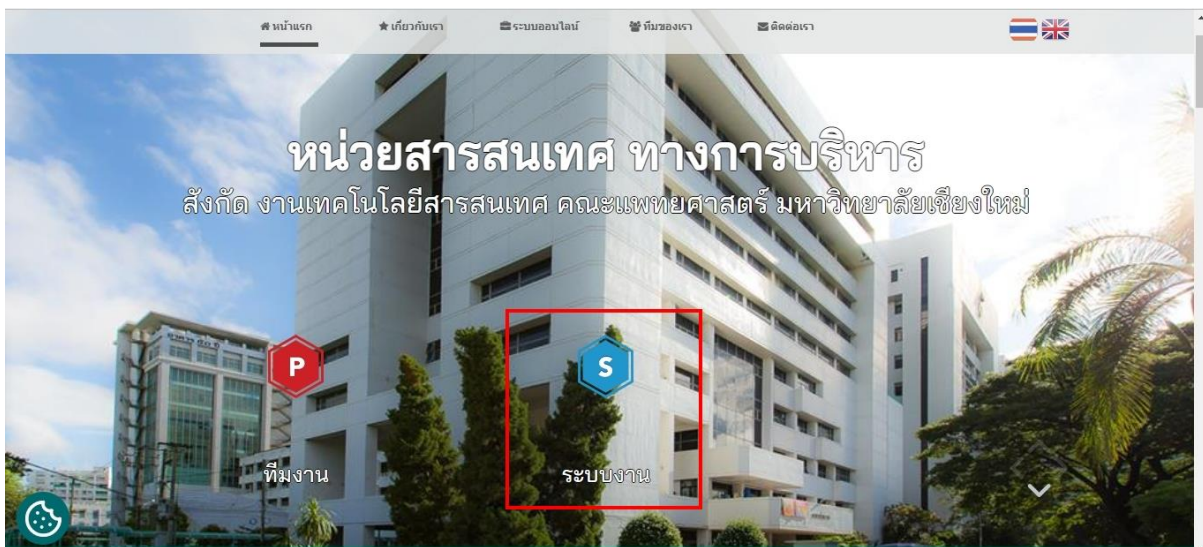 หน้าแรก
เกี่ยวกับเรา
ระบบออนไลน์
ทีมของเรา
ติดต่อเรา
หน่วยสารสนเทศ ทางการบริหาร
สังกัด งานเทคโนโลยีสารสนเทศ คณะแพทยศาสตร์ มหาวิทยาลัยเชียงใหม่
P
S
ทีมงาน
ระบบงาน